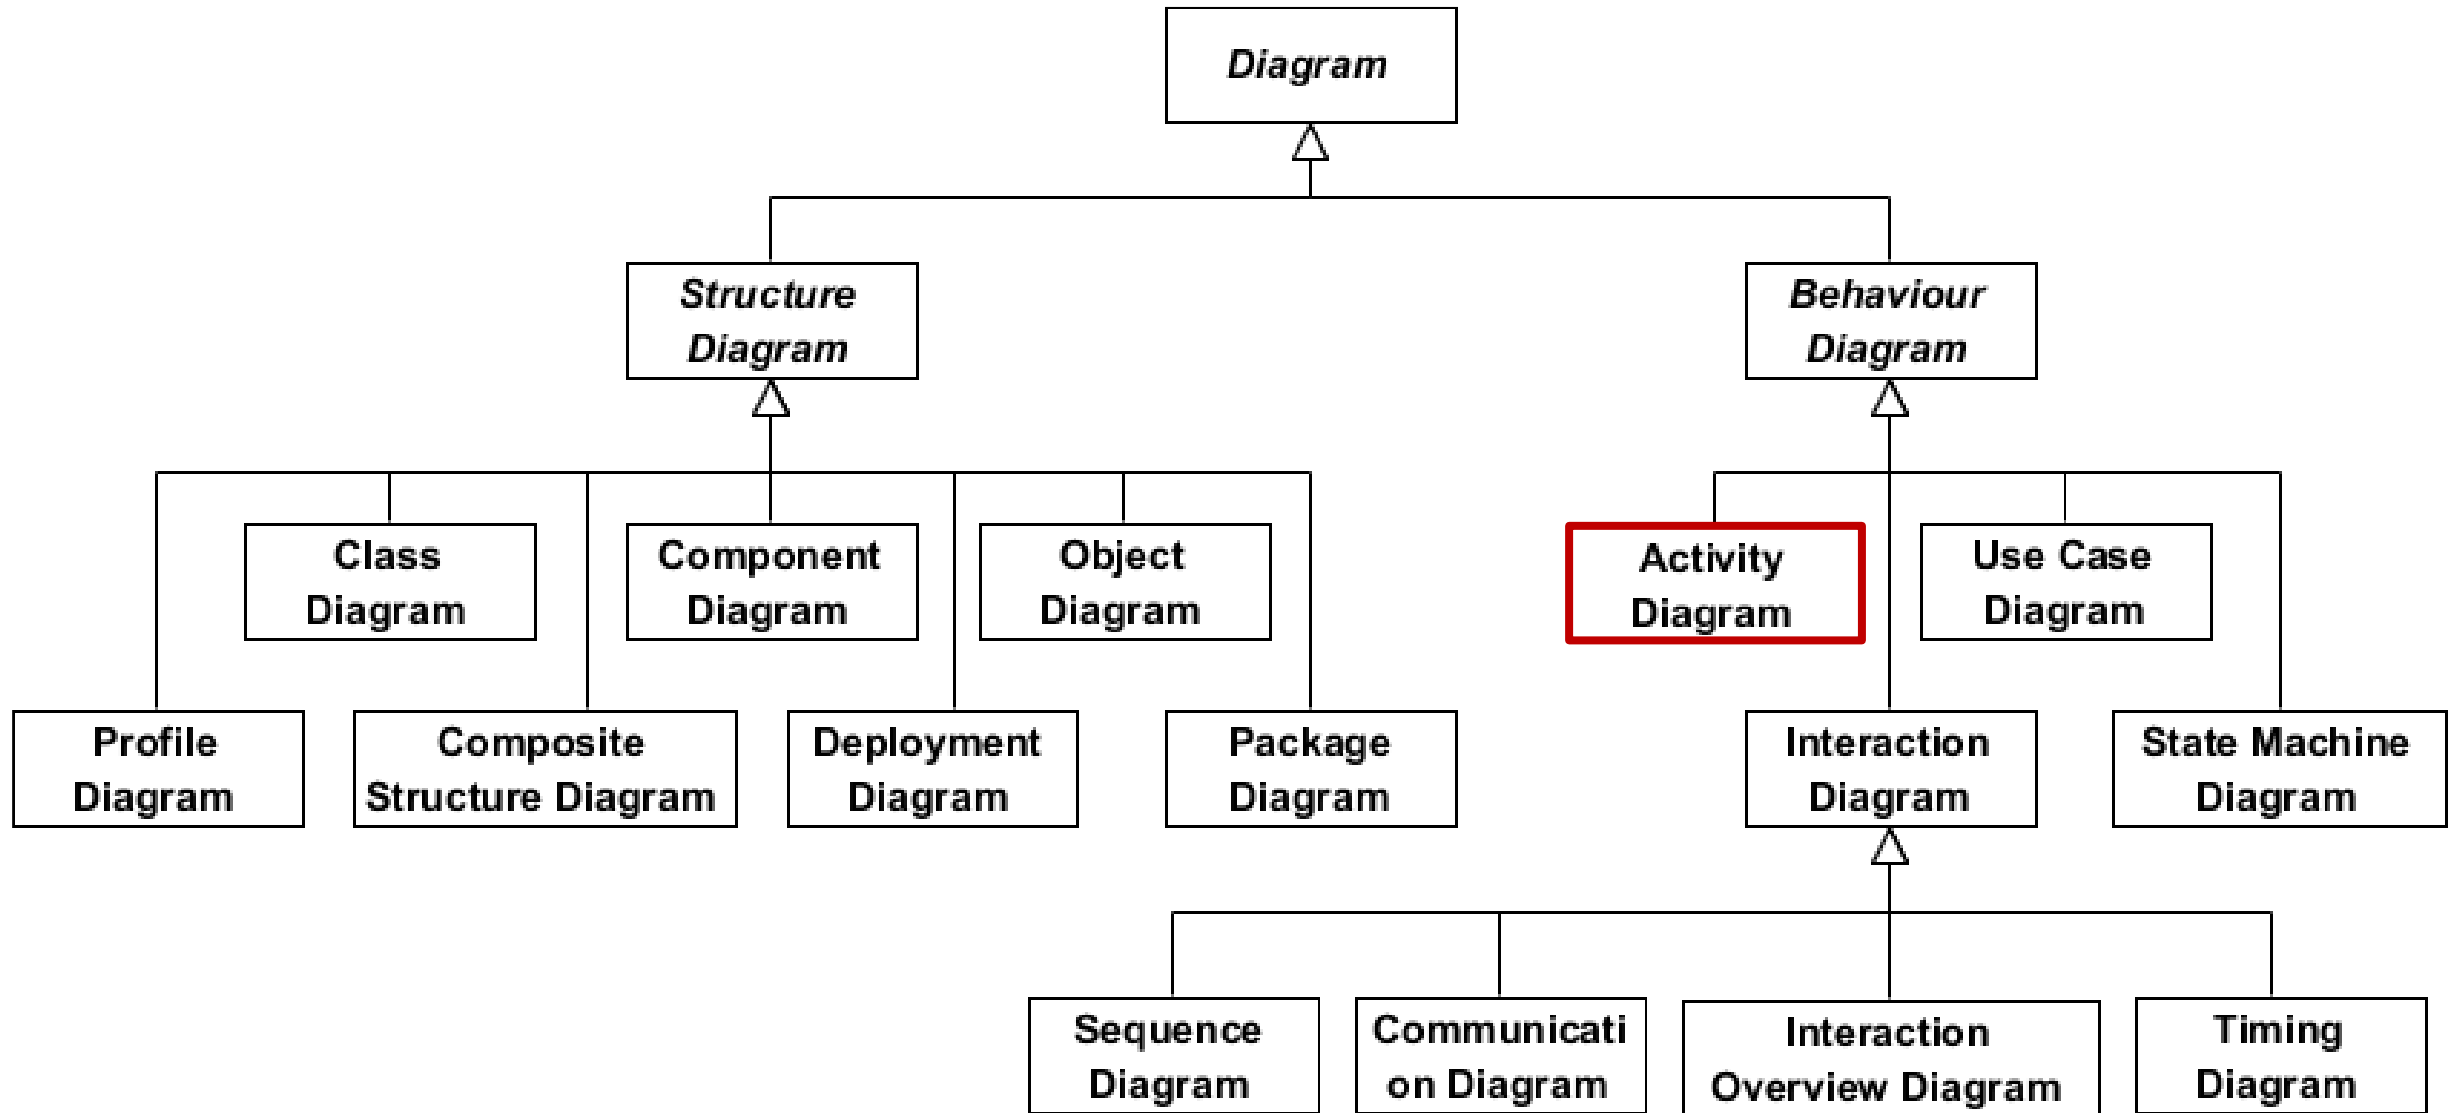 Diagram
Structure
Diagram
Behaviour
Diagram
Class
Diagram
Component
Diagram
Object
Diagram
Activity
Diagram
Use Case
Diagram
Profile
Diagram
Composite
Structure Diagram
Deployment
Diagram
Package
Diagram
Interaction
Diagram
State Machine
Diagram
Sequence
Diagram
Communicati
on Diagram
Interaction
Overview Diagram
Timing
Diagram